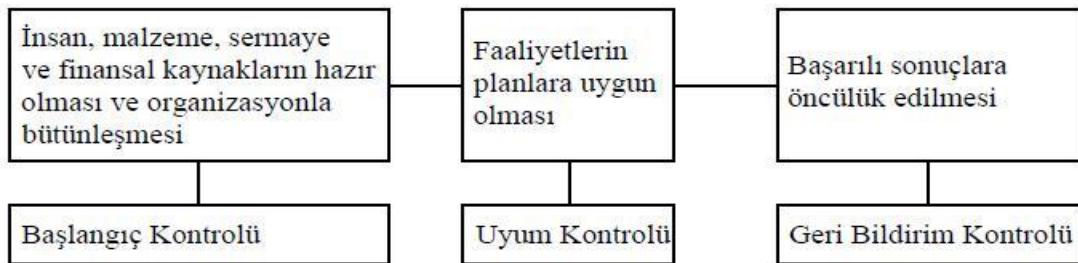 İnsan, malzeme, sermaye
ve finansal kaynakların hazır
olması ve organizasyonla
bütünleşmesi
Faaliyetlerin
planlara uygun
olması
Başarılı sonuçlara
öncülük edilmesi
Başlangıç Kontrolü
Uyum Kontrolü
Geri Bildirim Kontrolü